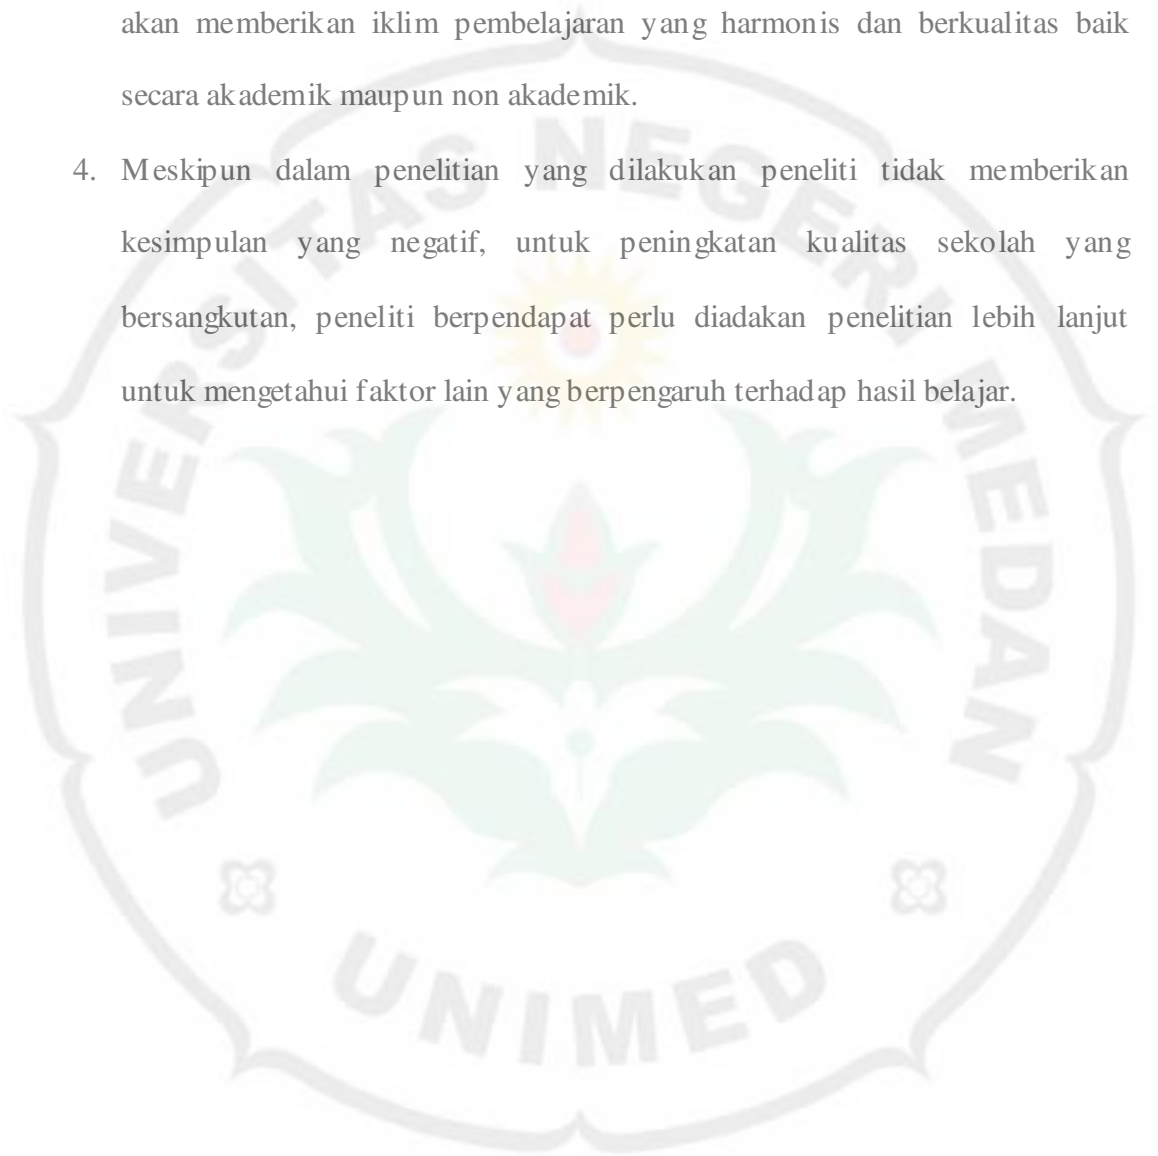 akan memberikan iklim pembelajaran yang harmonis dan berkualitas baik
secara akademik maupun non akademik.
4. Meskipun dalam penelitian yang dilakukan peneliti tidak memberikan
kesimpulan yang negatif, untuk peningkatan kualitas sekolah yang
bersangkutan, peneliti berpendapat perlu diadakan penelitian lebih lanjut
untuk mengetahui faktor lain yang berpengaruh terhadap hasil belajar.
UNIVERSITAS NEGERI MEDAN
UNIMED